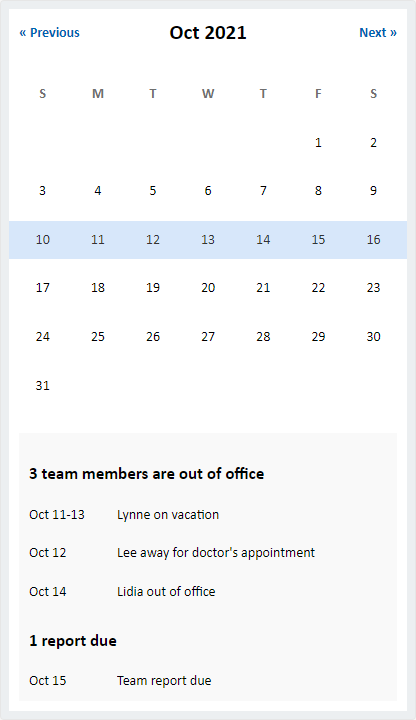 « Previous Oct 2021 Next »
S M T W T F S
1 2
3 4 5 6 7 8 9
10 11 12 13 14 15 16
17 18 19 20 21 22 23
24 25 26 27 28 29 30
31
3 team members are out of office
Oct 11-13 Lynne on vacation
Oct 12 Lee away for doctor's appointment
Oct 14 Lidia out of office
1 report due
Oct 15 Team report due